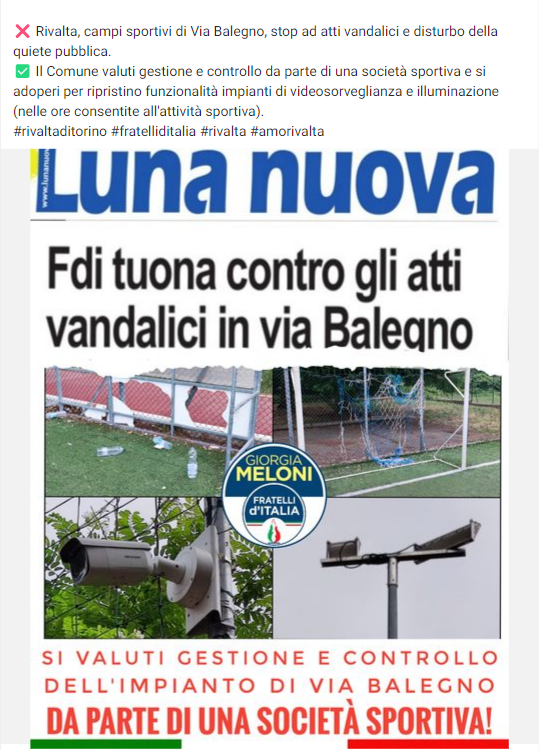 ❌ Rivalta, campi sportivi di Via Balegno, stop ad atti vandalici e disturbo della
quiete pubblica.
✅ Il Comune valuti gestione e controllo da parte di una società sportiva e si
adoperi per ripristino funzionalità impianti di videosorveglianza e illuminazione
(nelle ore consentite all'attività sportiva).
#rivaltaditorino #fratelliditalia #rivalta #amorivalta
Luna nuova
Fdi tuona contro gli atti
vandalici in via Balegno
GIORGIA
MELONI
FRATELLI
d'ITALIA
SI VALUTI GESTIONE E CONTROLLO
DELL'IMPIANTO DI VIA BALEGNO
DA PARTE DI UNA SOCIETÀ SPORTIVA!